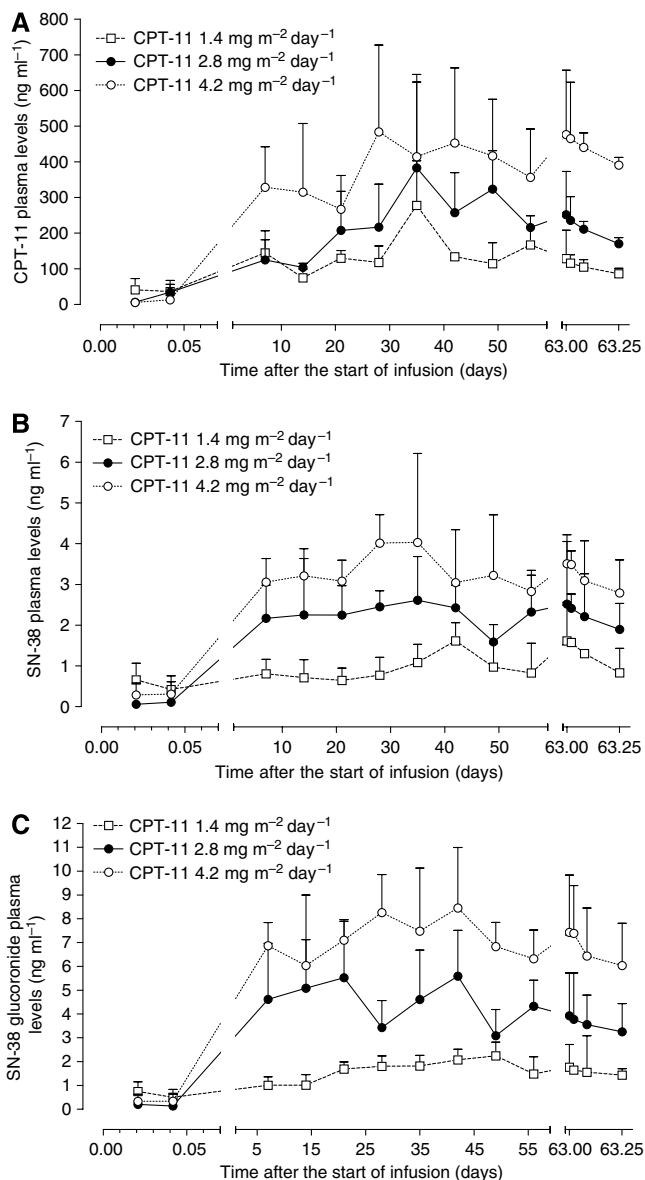 A
800
700
600
500
400
300
200
100
0
CPT-11 plasma levels (ng ml⁻¹)
CPT-11 1.4 mg m⁻² day⁻¹
CPT-11 2.8 mg m⁻² day⁻¹
CPT-11 4.2 mg m⁻² day⁻¹
0.00 0.05 10 20 30 40 50 63.00 63.25
Time after the start of infusion (days)
B
7
6
5
4
3
2
1
0
SN-38 plasma levels (ng ml⁻¹)
CPT-11 1.4 mg m⁻² day⁻¹
CPT-11 2.8 mg m⁻² day⁻¹
CPT-11 4.2 mg m⁻² day⁻¹
0.00 0.05 10 20 30 40 50 63.00 63.25
Time after the start of infusion (days)
C
12
11
10
9
8
7
6
5
4
3
2
1
0
SN-38 glucoronide plasma
levels (ng ml⁻¹)
CPT-11 1.4 mg m⁻² day⁻¹
CPT-11 2.8 mg m⁻² day⁻¹
CPT-11 4.2 mg m⁻² day⁻¹
0.00 0.05 5 15 25 35 45 55 63.00 63.25
Time after the start of infusion (days)